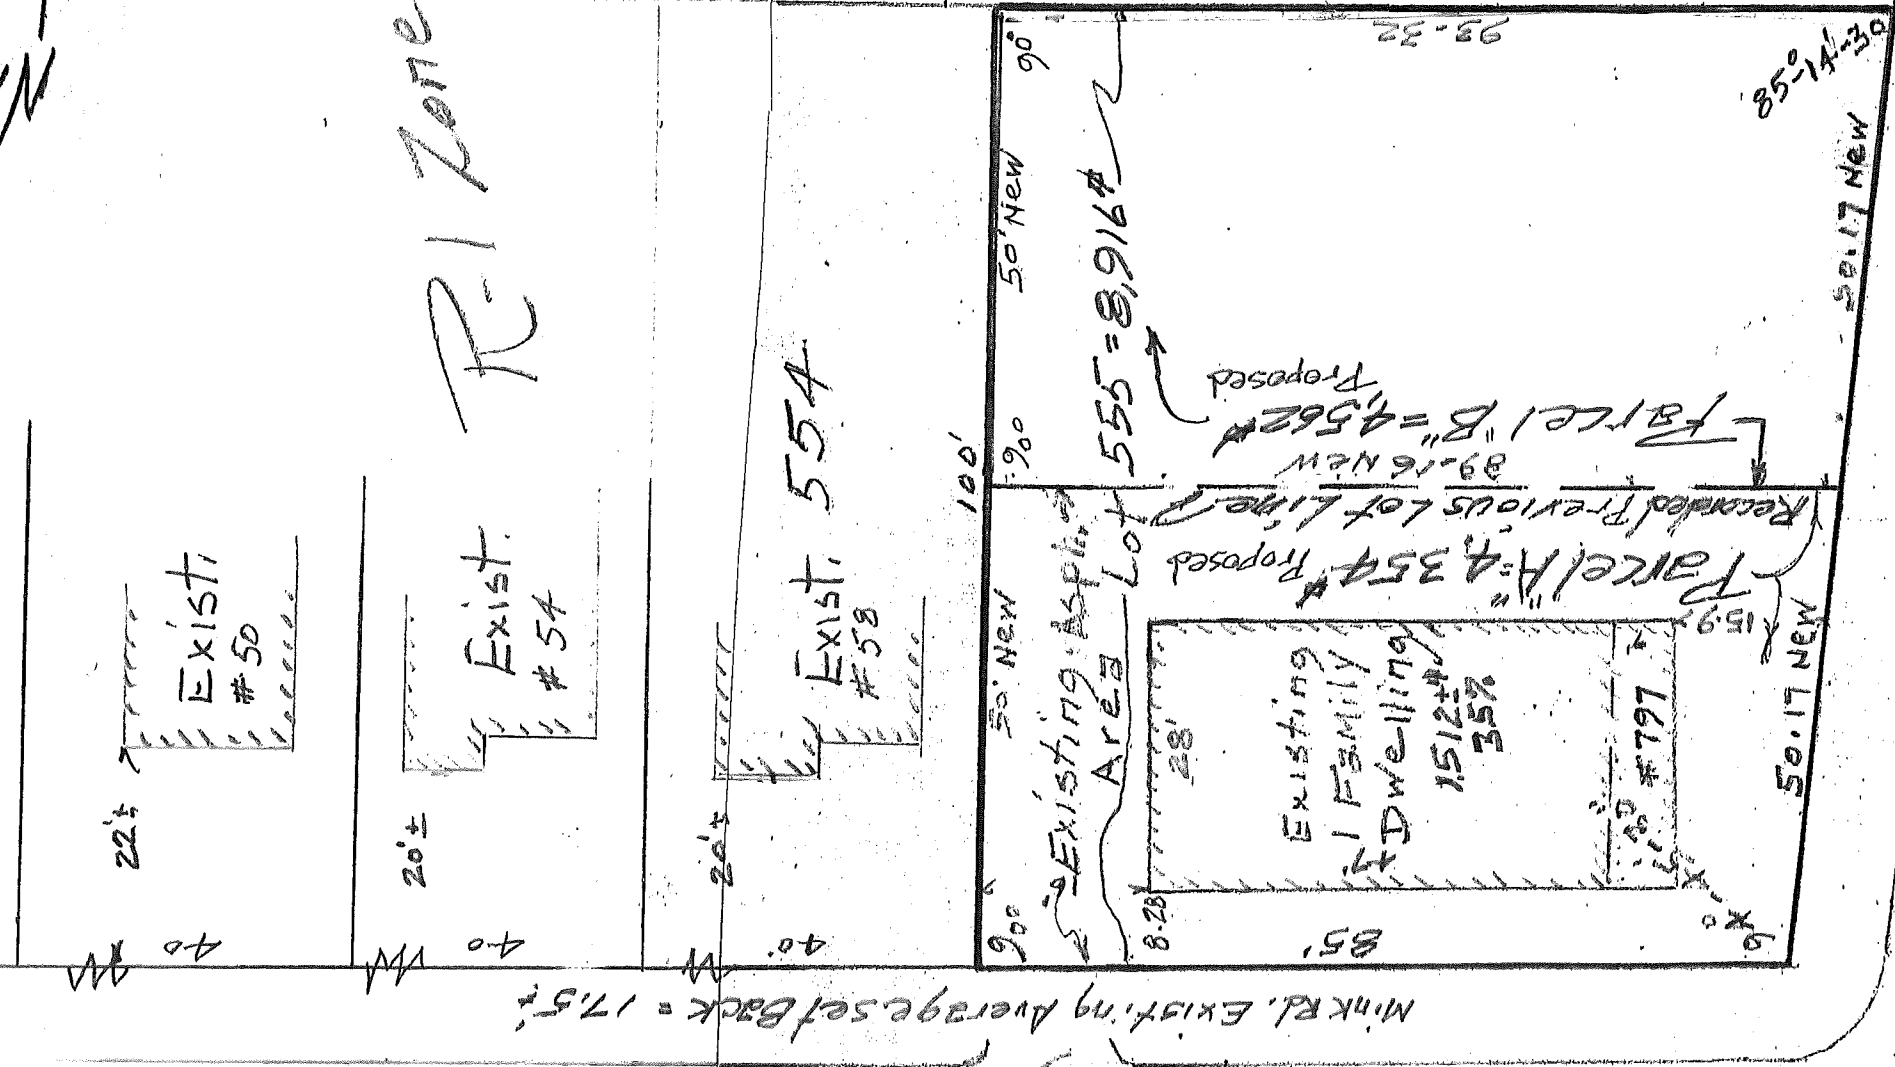 N
R-1 Zone
22'±
Exist.
#50
40
20'±
Exist.
#54
40
20'±
Exist.
#58
554
40'
100'
90°
50' New
90°
90°
50' New
90°
93.32
85°-14'-30
50.17 New
Lot 555 = 8,916#
Parcel "B" = 4,562#
Proposed
89.16 New
Recorded Previous Lot Line
Parcel "A" = 4,354#
Proposed
15.9
50.17 New
Existing Asphalt
Area
28'
Existing
1 Family
Dwelling
1512±#
35%
#797
8.28
85'
Mink Rd. Existing Average Set Back = 17.5'±